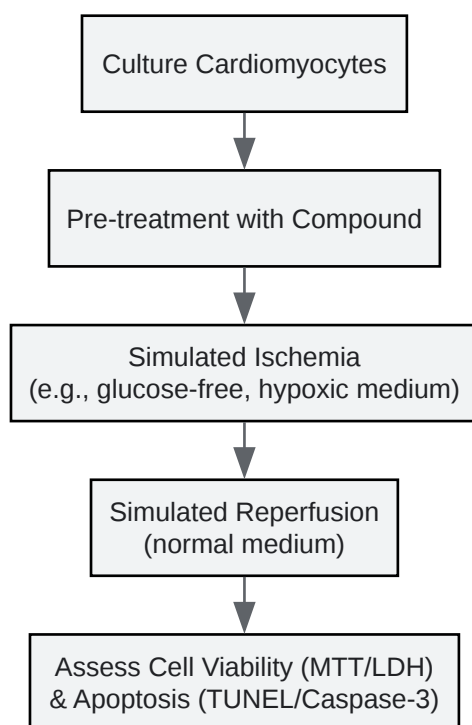 Culture Cardiomyocytes
Pre-treatment with Compound
Simulated Ischemia
(e.g., glucose-free, hypoxic medium)
Simulated Reperfusion
(normal medium)
Assess Cell Viability (MTT/LDH)
& Apoptosis (TUNEL/Caspase-3)